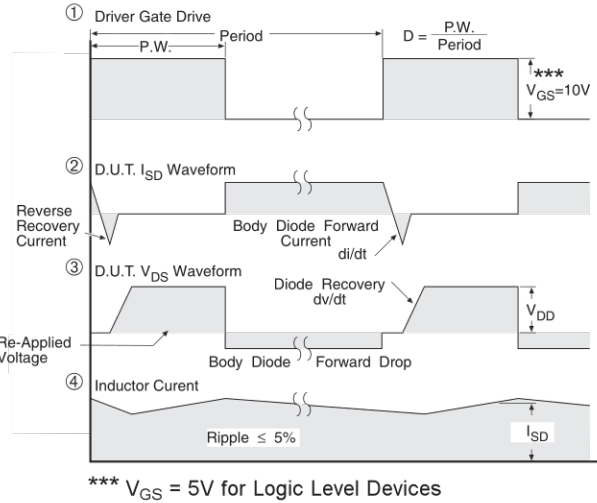 ① Driver Gate Drive
P.W.
Period
D = P.W.
Period
***
VGS=10V
② D.U.T. ISD Waveform
Reverse
Recovery
Current
Body Diode Forward
Current
di/dt
③ D.U.T. VDS Waveform
Diode Recovery
dv/dt
VDD
Re-Applied
Voltage
Body Diode
Forward Drop
④ Inductor Curent
Ripple ≤ 5%
ISD
*** VGS = 5V for Logic Level Devices